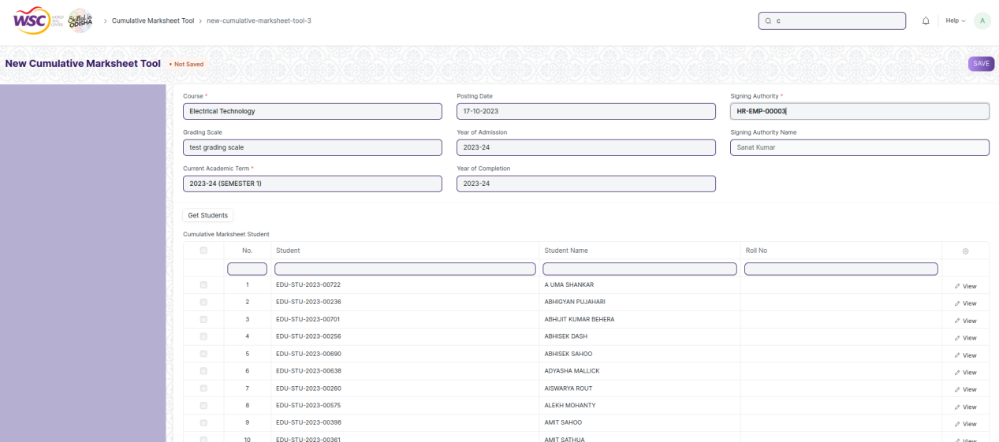 WSC WORLD SKILL CENTER Skilled in ODISHA > Cumulative Marksheet Tool > new-cumulative-marksheet-tool-3 c Help A
New Cumulative Marksheet Tool • Not Saved SAVE
Course * Posting Date Signing Authority *
Electrical Technology 17-10-2023 HR-EMP-00003
Grading Scale Year of Admission Signing Authority Name
test grading scale 2023-24 Sanat Kumar
Current Academic Term * Year of Completion
2023-24 (SEMESTER 1) 2023-24
Get Students
Cumulative Marksheet Student
No. Student Student Name Roll No
1 EDU-STU-2023-00722 A UMA SHANKAR View
2 EDU-STU-2023-00236 ABHIGYAN PUJAHARI View
3 EDU-STU-2023-00701 ABHIJIT KUMAR BEHERA View
4 EDU-STU-2023-00256 ABHISEK DASH View
5 EDU-STU-2023-00690 ABHISEK SAHOO View
6 EDU-STU-2023-00638 ADYASHA MALLICK View
7 EDU-STU-2023-00260 AISWARYA ROUT View
8 EDU-STU-2023-00575 ALEKH MOHANTY View
9 EDU-STU-2023-00398 AMIT SAHOO View
10 EDU-STU-2023-00361 AMIT SATHUA View